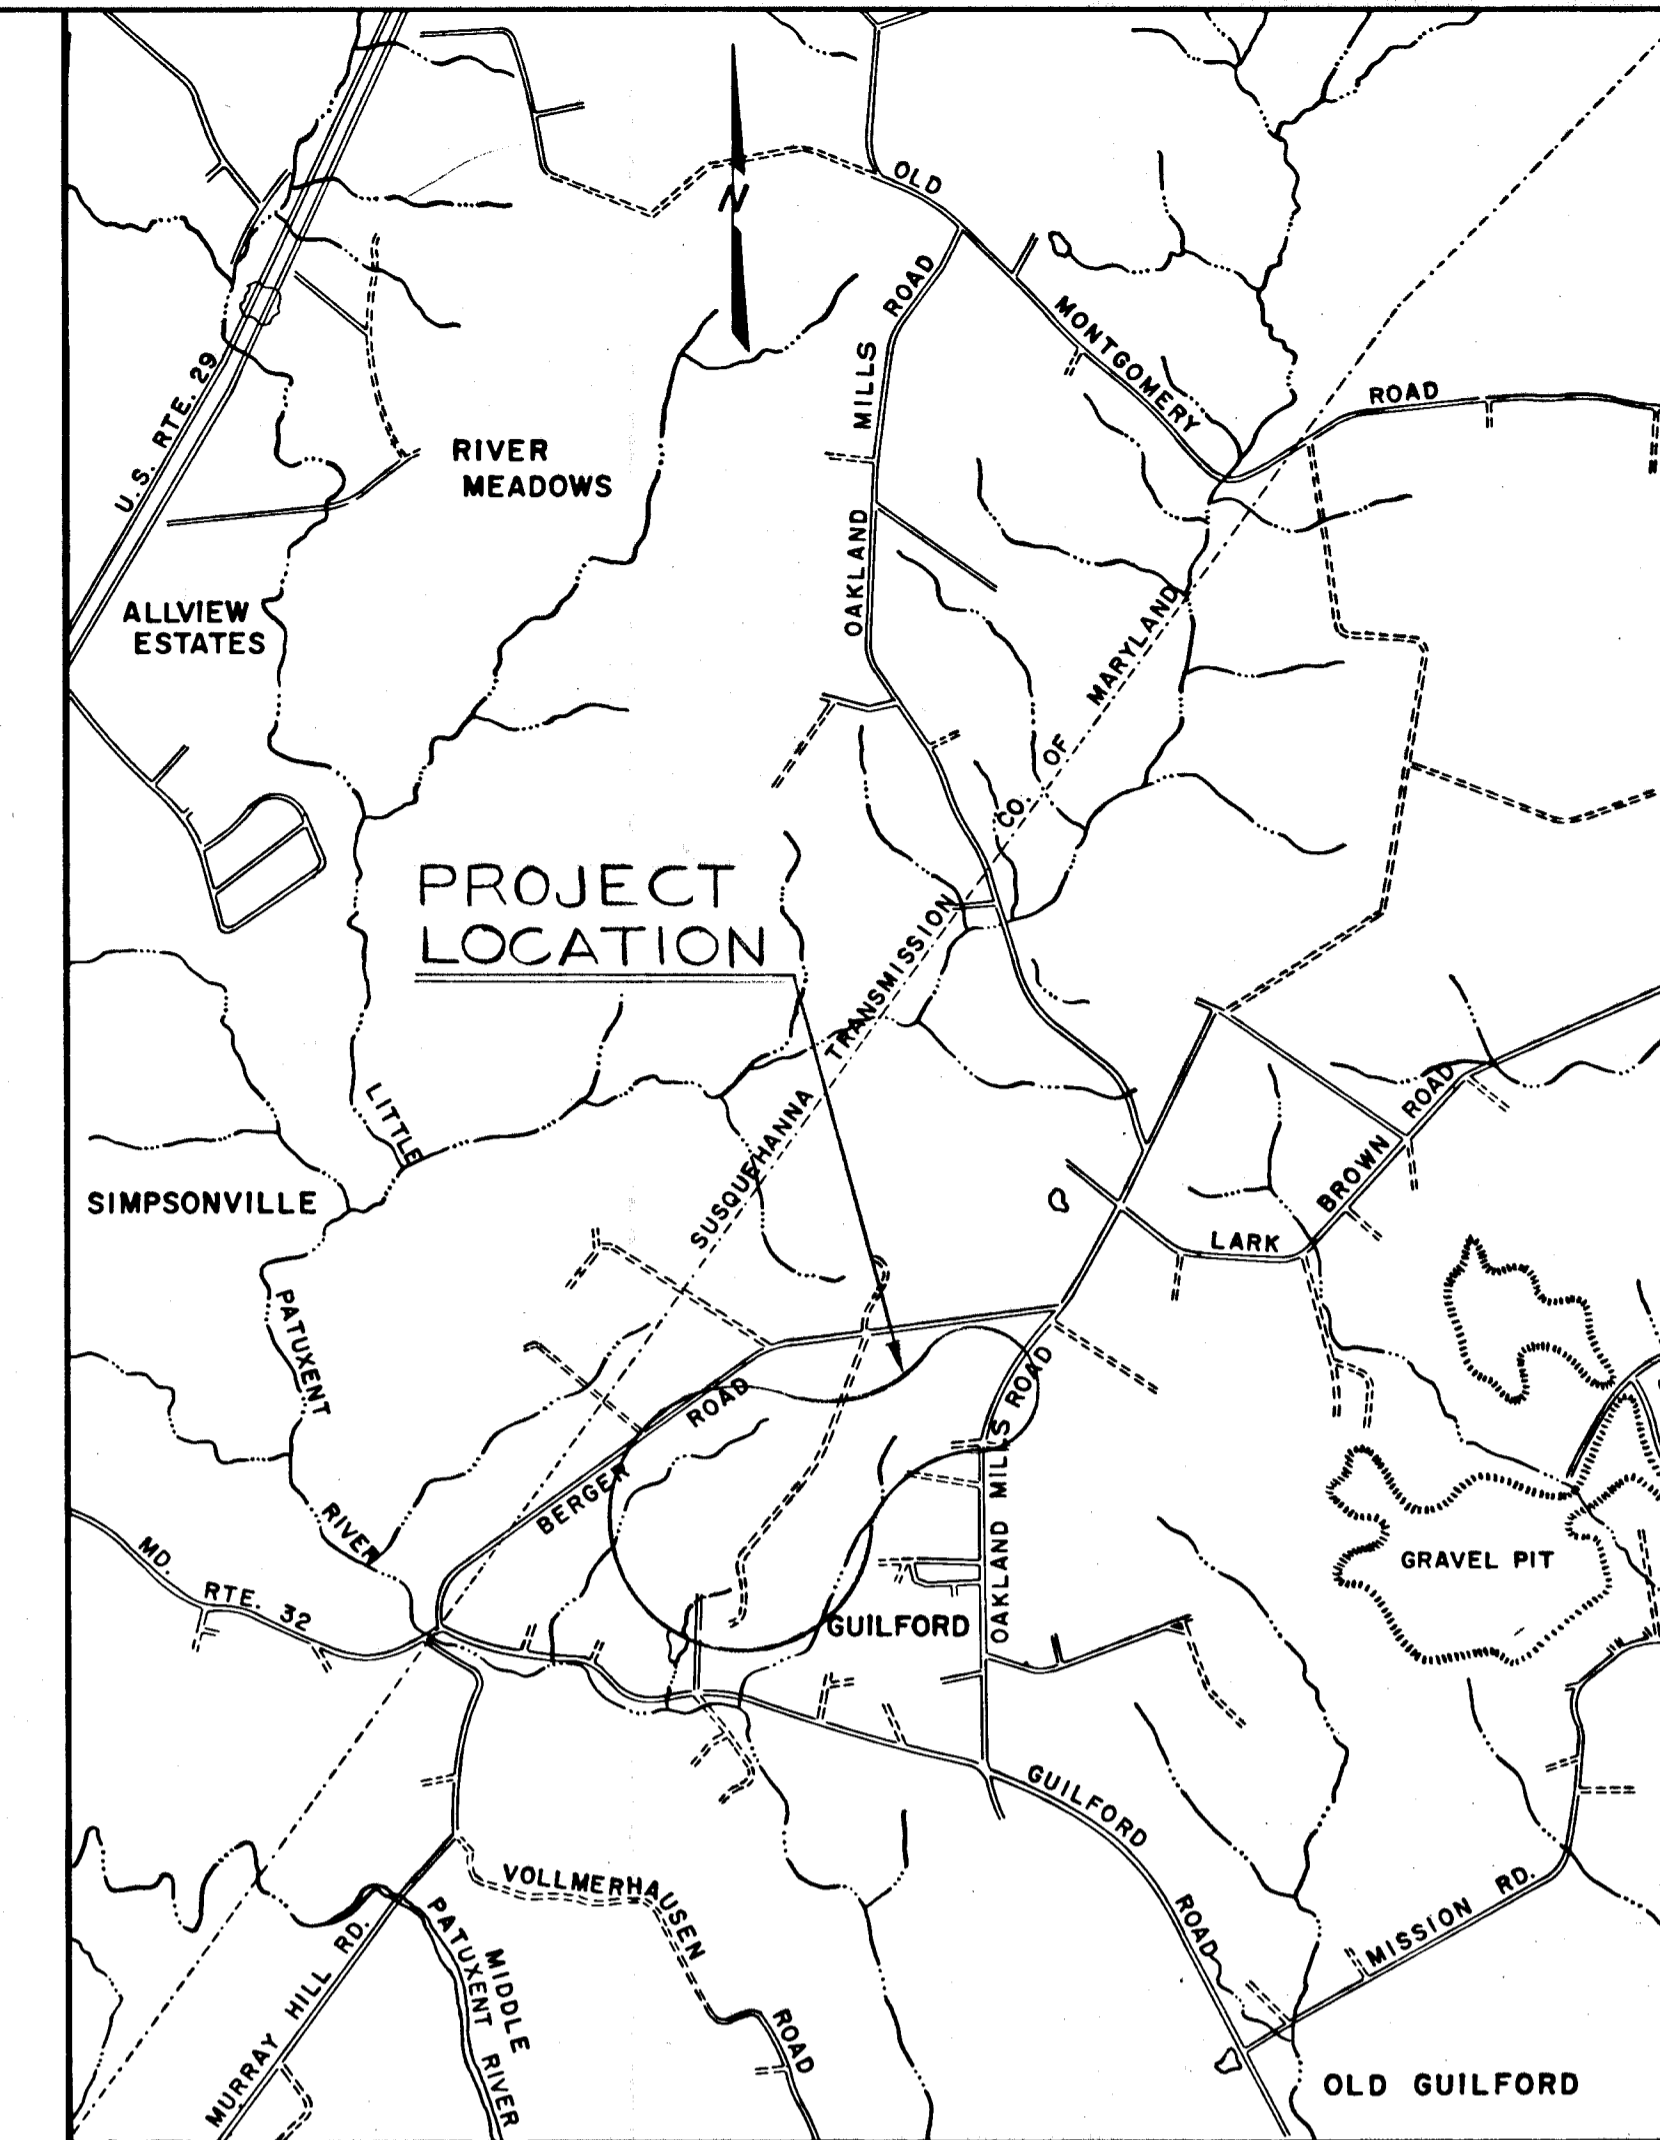 N
OLD
MONTGOMERY
ROAD
OAKLAND MILLS ROAD
U.S. RTE. 29
RIVER
MEADOWS
ALLVIEW
ESTATES
SUSQUEHANNA TRANSMISSION CO. OF MARYLAND
PROJECT
LOCATION
LITTLE
PATUXENT
RIVER
SIMPSONVILLE
LARK
BROWN
ROAD
BERGER
ROAD
OAKLAND MILLS ROAD
GRAVEL PIT
MD.
RTE. 32
GUILFORD
GUILFORD
ROAD
VOLLMERHAUSEN
ROAD
MURRAY HILL RD.
MIDDLE
PATUXENT RIVER
MISSION RD.
OLD GUILFORD